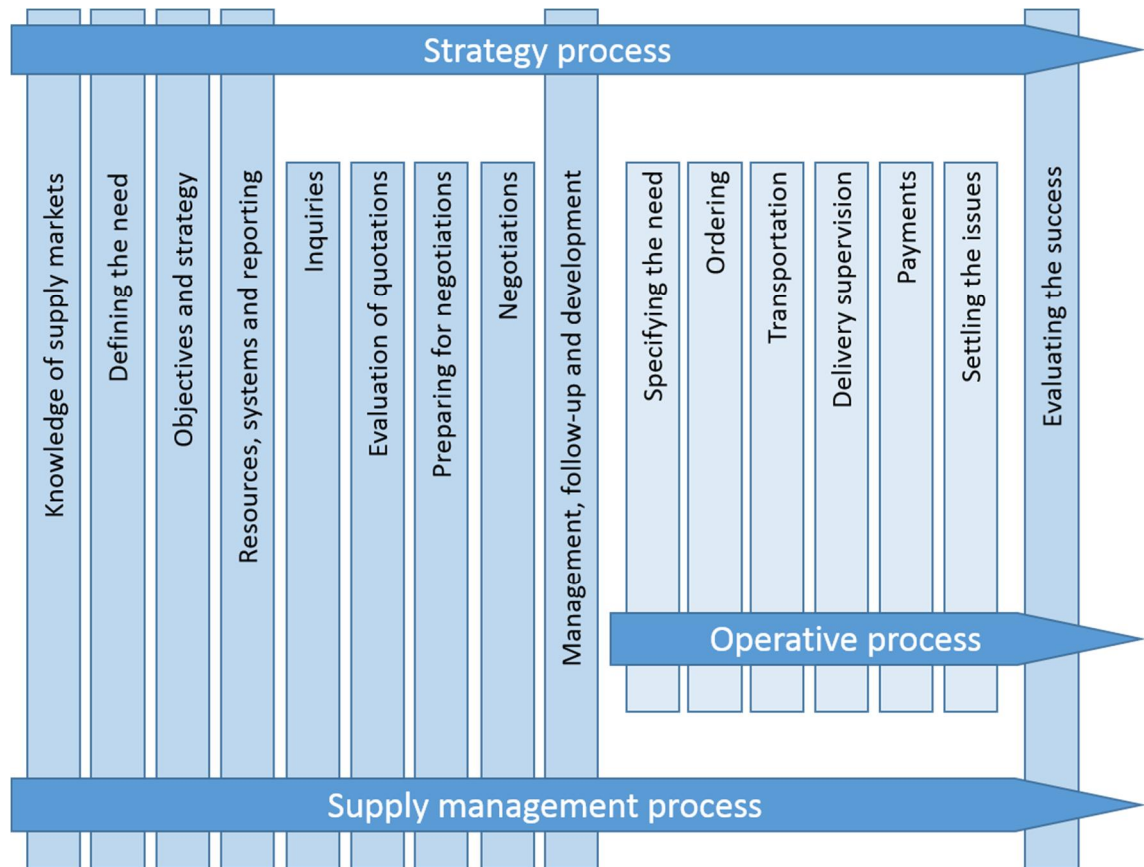 Strategy process
Knowledge of supply markets
Defining the need
Objectives and strategy
Resources, systems and reporting
Inquiries
Evaluation of quotations
Preparing for negotiations
Negotiations
Management, follow-up and development
Specifying the need
Ordering
Transportation
Delivery supervision
Payments
Settling the issues
Evaluating the success
Operative process
Supply management process